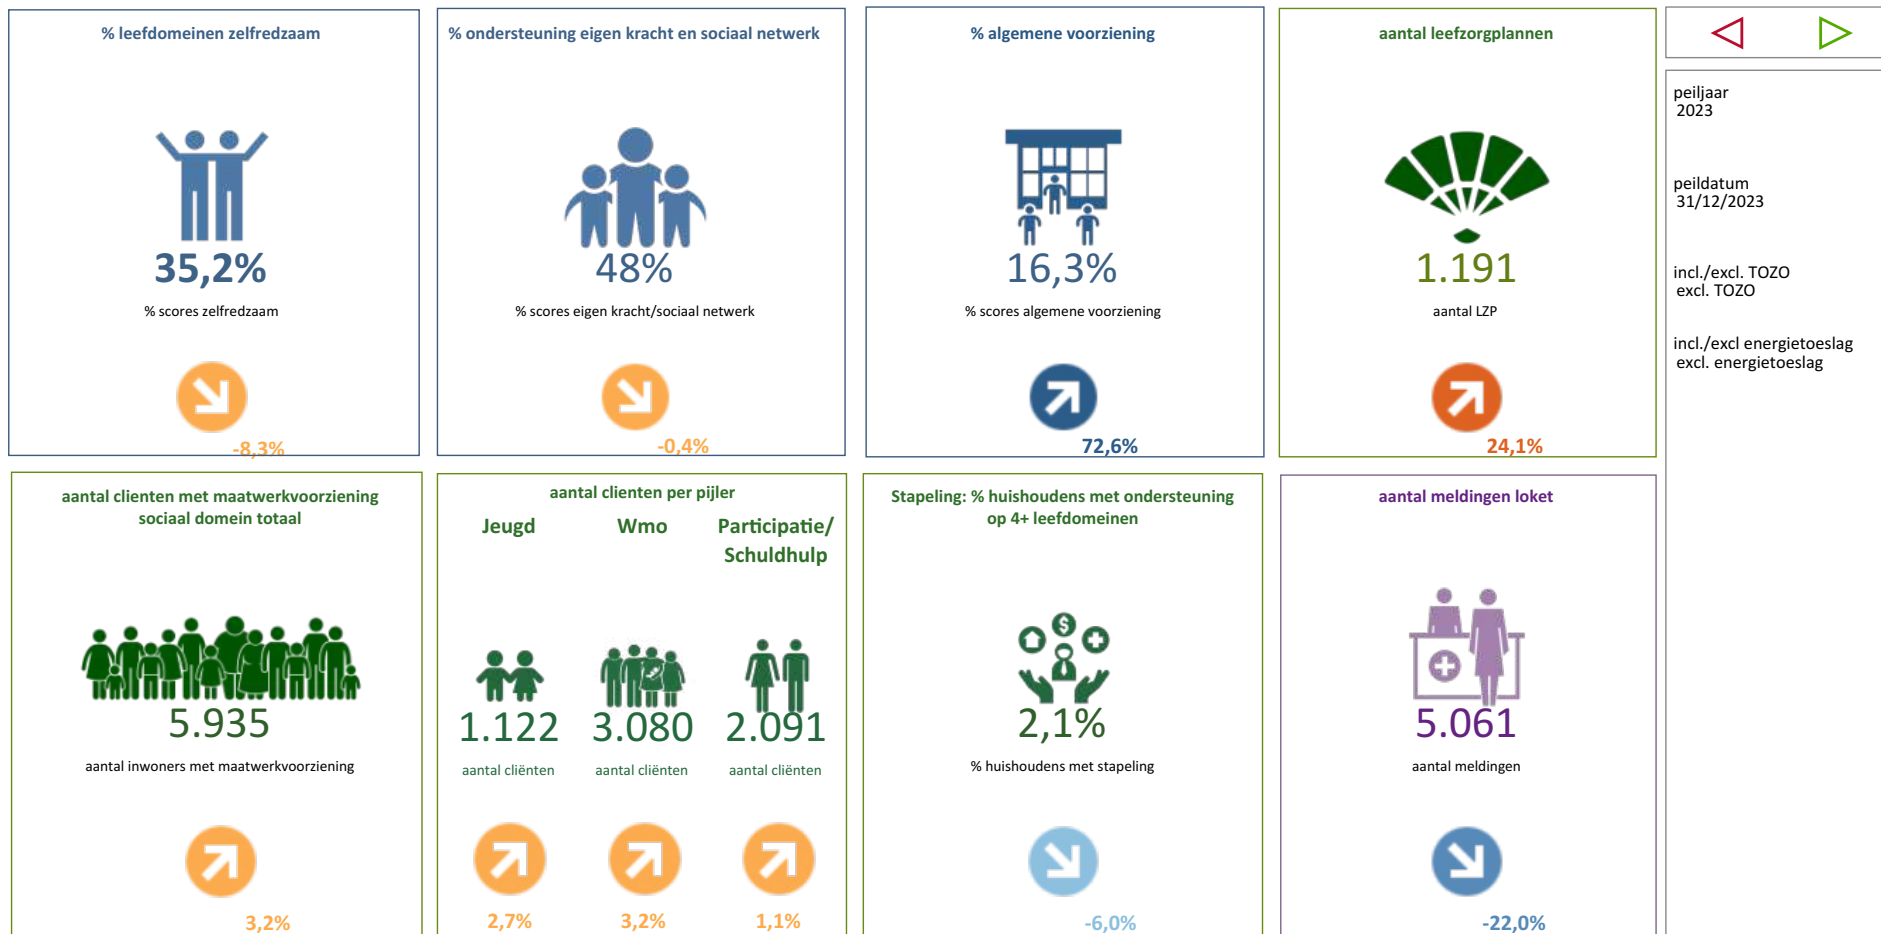 % leefdomeinen zelfredzaam
35,2%
% scores zelfredzaam
-8,3%
% ondersteuning eigen kracht en sociaal netwerk
48%
% scores eigen kracht/sociaal netwerk
-0,4%
% algemene voorziening
16,3%
% scores algemene voorziening
72,6%
aantal leefzorgplannen
1.191
aantal LZP
24,1%
peiljaar
2023
peildatum
31/12/2023
incl./excl. TOZO
excl. TOZO
incl./excl energietoeslag
excl. energietoeslag
aantal clienten met maatwerkvoorziening
sociaal domein totaal
5.935
aantal inwoners met maatwerkvoorziening
3,2%
aantal clienten per pijler
Jeugd
1.122
aantal cliënten
2,7%
Wmo
3.080
aantal cliënten
3,2%
Participatie/
Schuldhulp
2.091
aantal cliënten
1,1%
Stapeling: % huishoudens met ondersteuning
op 4+ leefdomeinen
$
2,1%
% huishoudens met stapeling
-6,0%
aantal meldingen loket
5.061
aantal meldingen
-22,0%